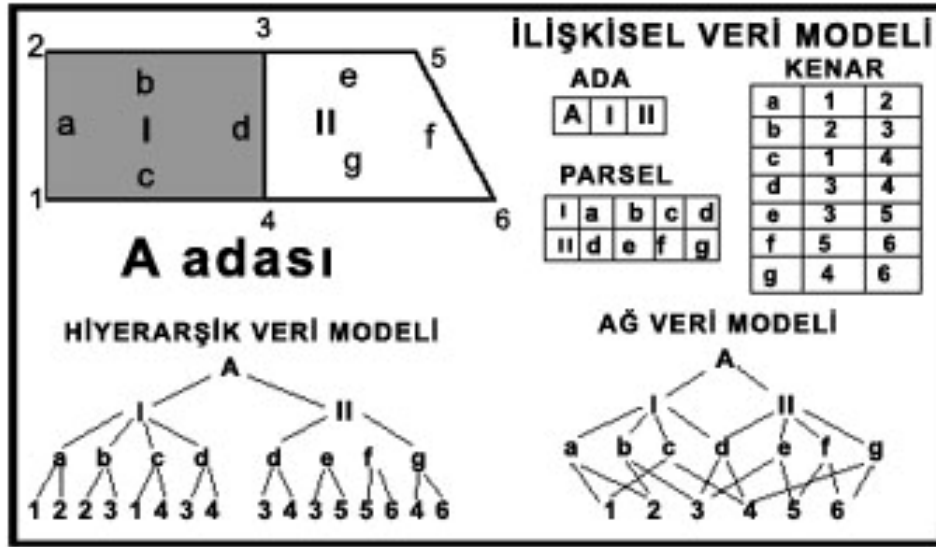 2 3 5
b e
a I d II f
c g
1 4 6
A adası
İLİŞKİSEL VERİ MODELİ
ADA
A I II
PARSEL
I a b c d
II d e f g
KENAR
a 1 2
b 2 3
c 1 4
d 3 4
e 3 5
f 5 6
g 4 6
HİYERARŞİK VERİ MODELİ
A
I II
a b c d d e f g
1 2 2 3 1 4 3 4 3 4 3 5 5 6 4 6
AĞ VERİ MODELİ
A
I II
a b c d e f g
1 2 3 4 5 6